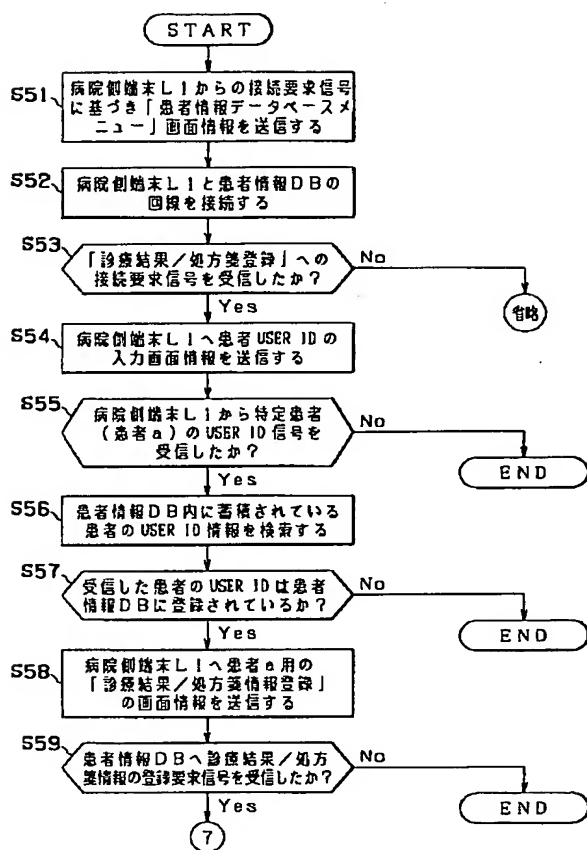 START
S51
病院側端末L1からの接続要求信号
に基づき「患者情報データベースメ
ニュー」画面情報を送信する
S52
病院側端末L1と患者情報DBの
回線を接続する
S53
「診療結果/処方箋登録」への
接続要求信号を受信したか?
No
省略
Yes
S54
病院側端末L1へ患者USER IDの
入力画面情報を送信する
S55
病院側端末L1から特定患者
(患者a)のUSER ID信号を
受信したか?
No
END
Yes
S56
患者情報DB内に蓄積されている
患者のUSER ID情報を検索する
S57
受信した患者のUSER IDは患者
情報DBに登録されているか?
No
END
Yes
S58
病院側端末L1へ患者a用の
「診療結果/処方箋情報登録」
の画面情報を送信する
S59
患者情報DBへ診療結果/処方
箋情報の登録要求信号を受信したか?
No
END
Yes
7